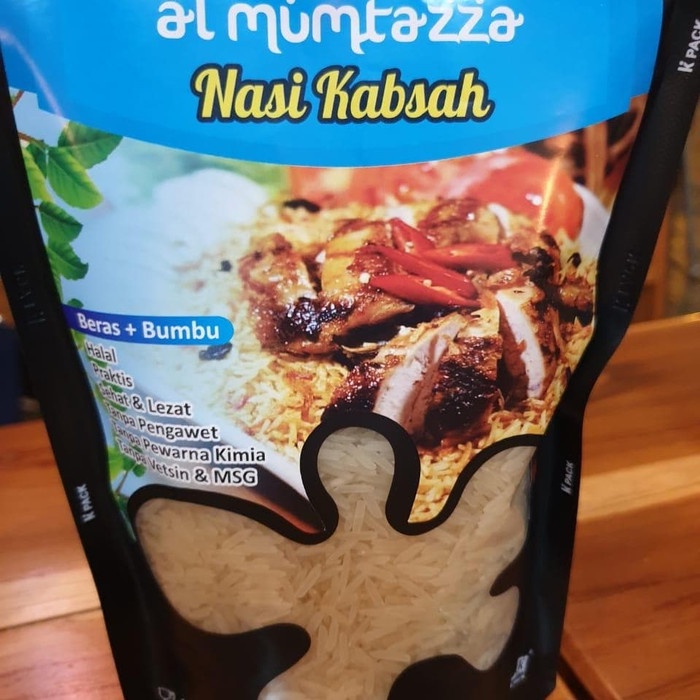 al mumtazza
Nasi Kabsah
Beras + Bumbu
Halal
Praktis
Sehat & Lezat
Tanpa Pengawet
Tanpa Pewarna Kimia
Tanpa Vetsin & MSG
K PACK
K PACK
K PACK